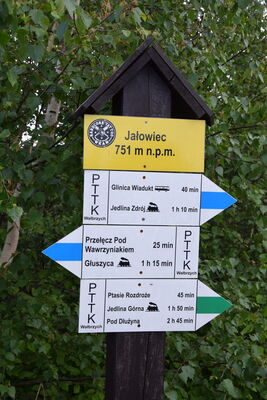 Jałowiec
751 m n.p.m.
PTTK
Wałbrzych
Glinica Wiadukt 40 min
Jedlina Zdrój 1 h 10 min
Przełęcz Pod
Wawrzyniakiem 25 min
Głuszyca 1 h 15 min
PTTK
Wałbrzych
PTTK
Wałbrzych
Ptasie Rozdroże 45 min
Jedlina Górna 1 h 50 min
Pod Dłużyną 2 h 45 min